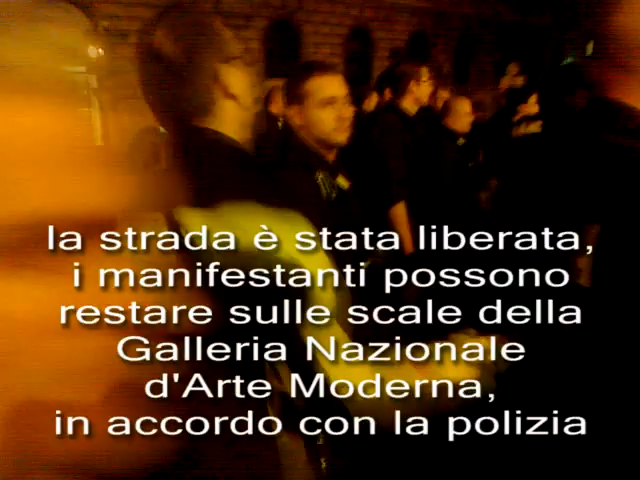 la strada è stata liberata,
i manifestanti possono
restare sulle scale della
Galleria Nazionale
d'Arte Moderna,
in accordo con la polizia